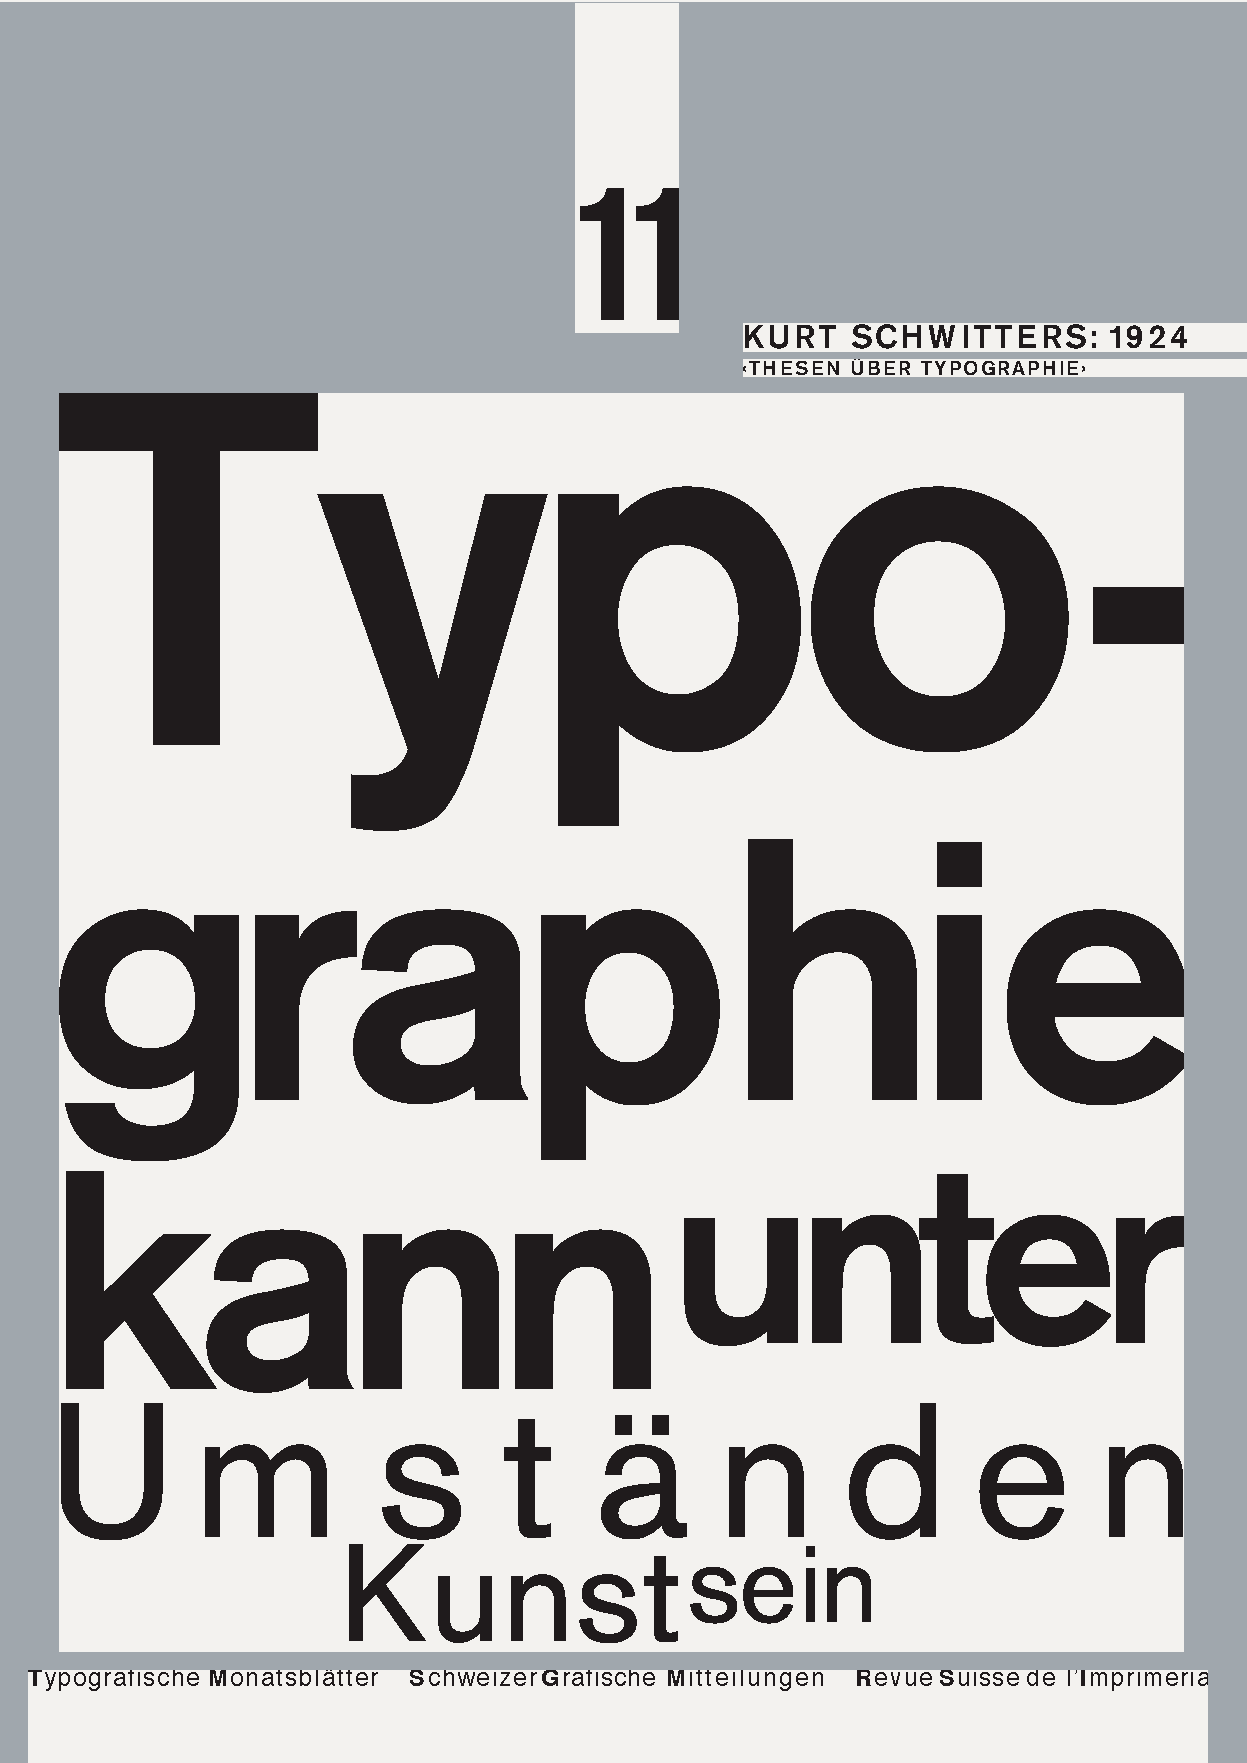 11
KURT SCHWITTERS: 1924
‹THESEN ÜBER TYPOGRAPHIE›
Typo-
graphie
kann unter
Umständen
Kunst sein
Typografische Monatsblätter Schweizer Grafische Mitteilungen Revue Suisse de l'Imprimeria